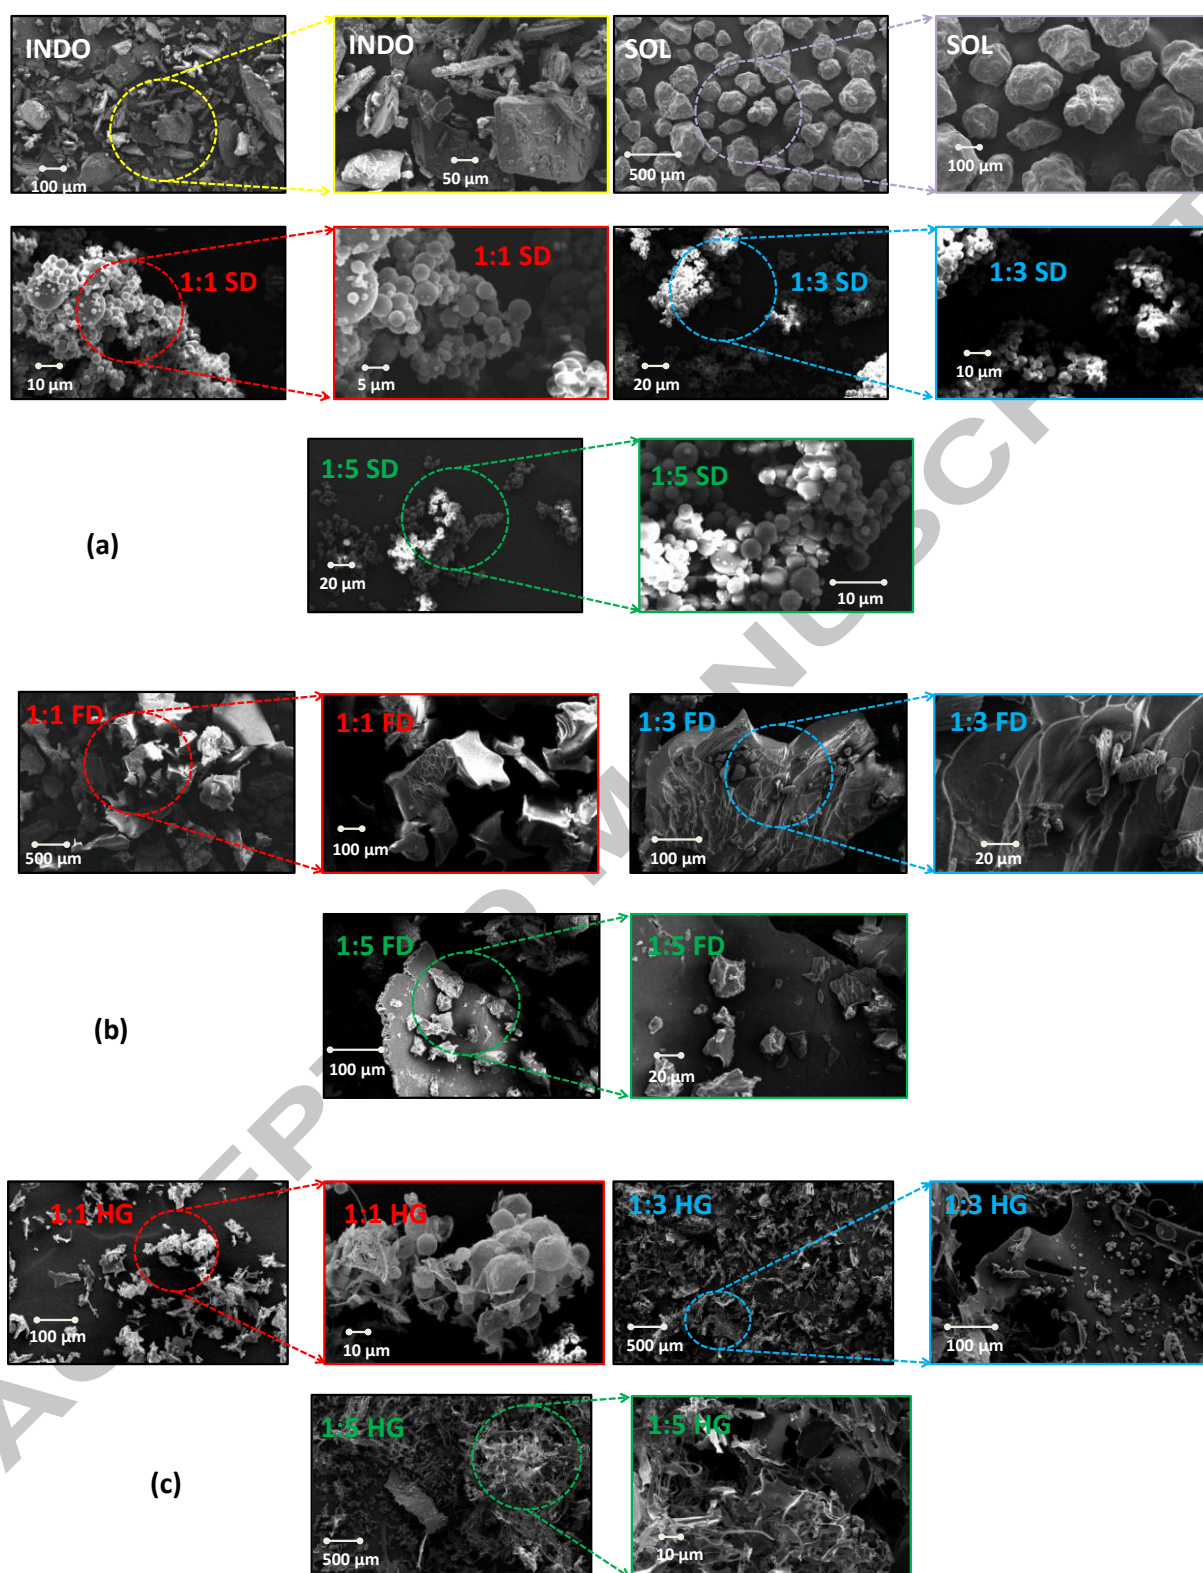 INDO
100 µm
INDO
50 µm
SOL
500 µm
SOL
100 µm
1:1 SD
10 µm
1:1 SD
5 µm
1:3 SD
20 µm
1:3 SD
10 µm
1:5 SD
20 µm
1:5 SD
10 µm
(a)
1:1 FD
500 µm
1:1 FD
100 µm
1:3 FD
100 µm
1:3 FD
20 µm
1:5 FD
100 µm
1:5 FD
20 µm
(b)
1:1 HG
100 µm
1:1 HG
10 µm
1:3 HG
500 µm
1:3 HG
100 µm
1:5 HG
500 µm
1:5 HG
10 µm
(c)
ACCEPTED MANUSCRIPT